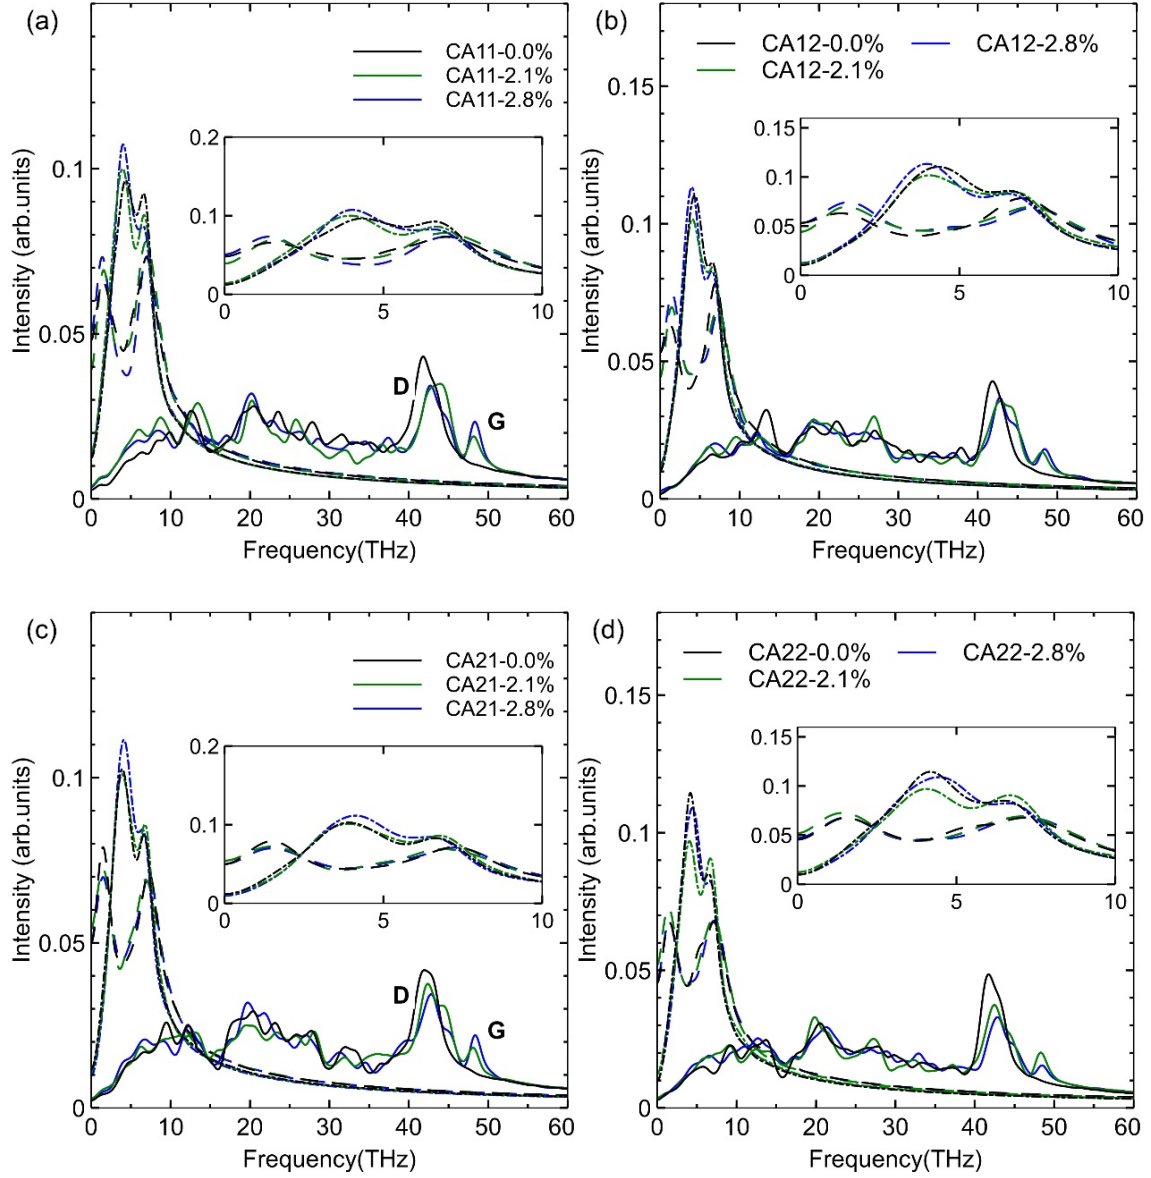 (a)
CA11-0.0%
CA11-2.1%
CA11-2.8%
0.2
0.1
0
0 5 10
0.1
0.05
0
D
G
Intensity (arb.units)
0 10 20 30 40 50 60
Frequency(THz)
(b)
CA12-0.0% CA12-2.8%
CA12-2.1%
0.15
0.1
0.05
0
0 5 10
0.15
0.1
0.05
0
Intensity (arb.units)
0 10 20 30 40 50 60
Frequency(THz)
(c)
CA21-0.0%
CA21-2.1%
CA21-2.8%
0.2
0.1
0
0 5 10
0.1
0.05
0
D
G
Intensity (arb.units)
0 10 20 30 40 50 60
Frequency(THz)
(d)
CA22-0.0% CA22-2.8%
CA22-2.1%
0.15
0.1
0.05
0
0 5 10
0.15
0.1
0.05
0
Intensity (arb.units)
0 10 20 30 40 50 60
Frequency(THz)